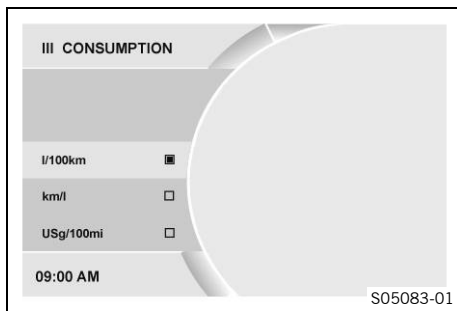 III CONSUMPTION
l/100km
km/l
USg/100mi
09:00 AM
S05083-01